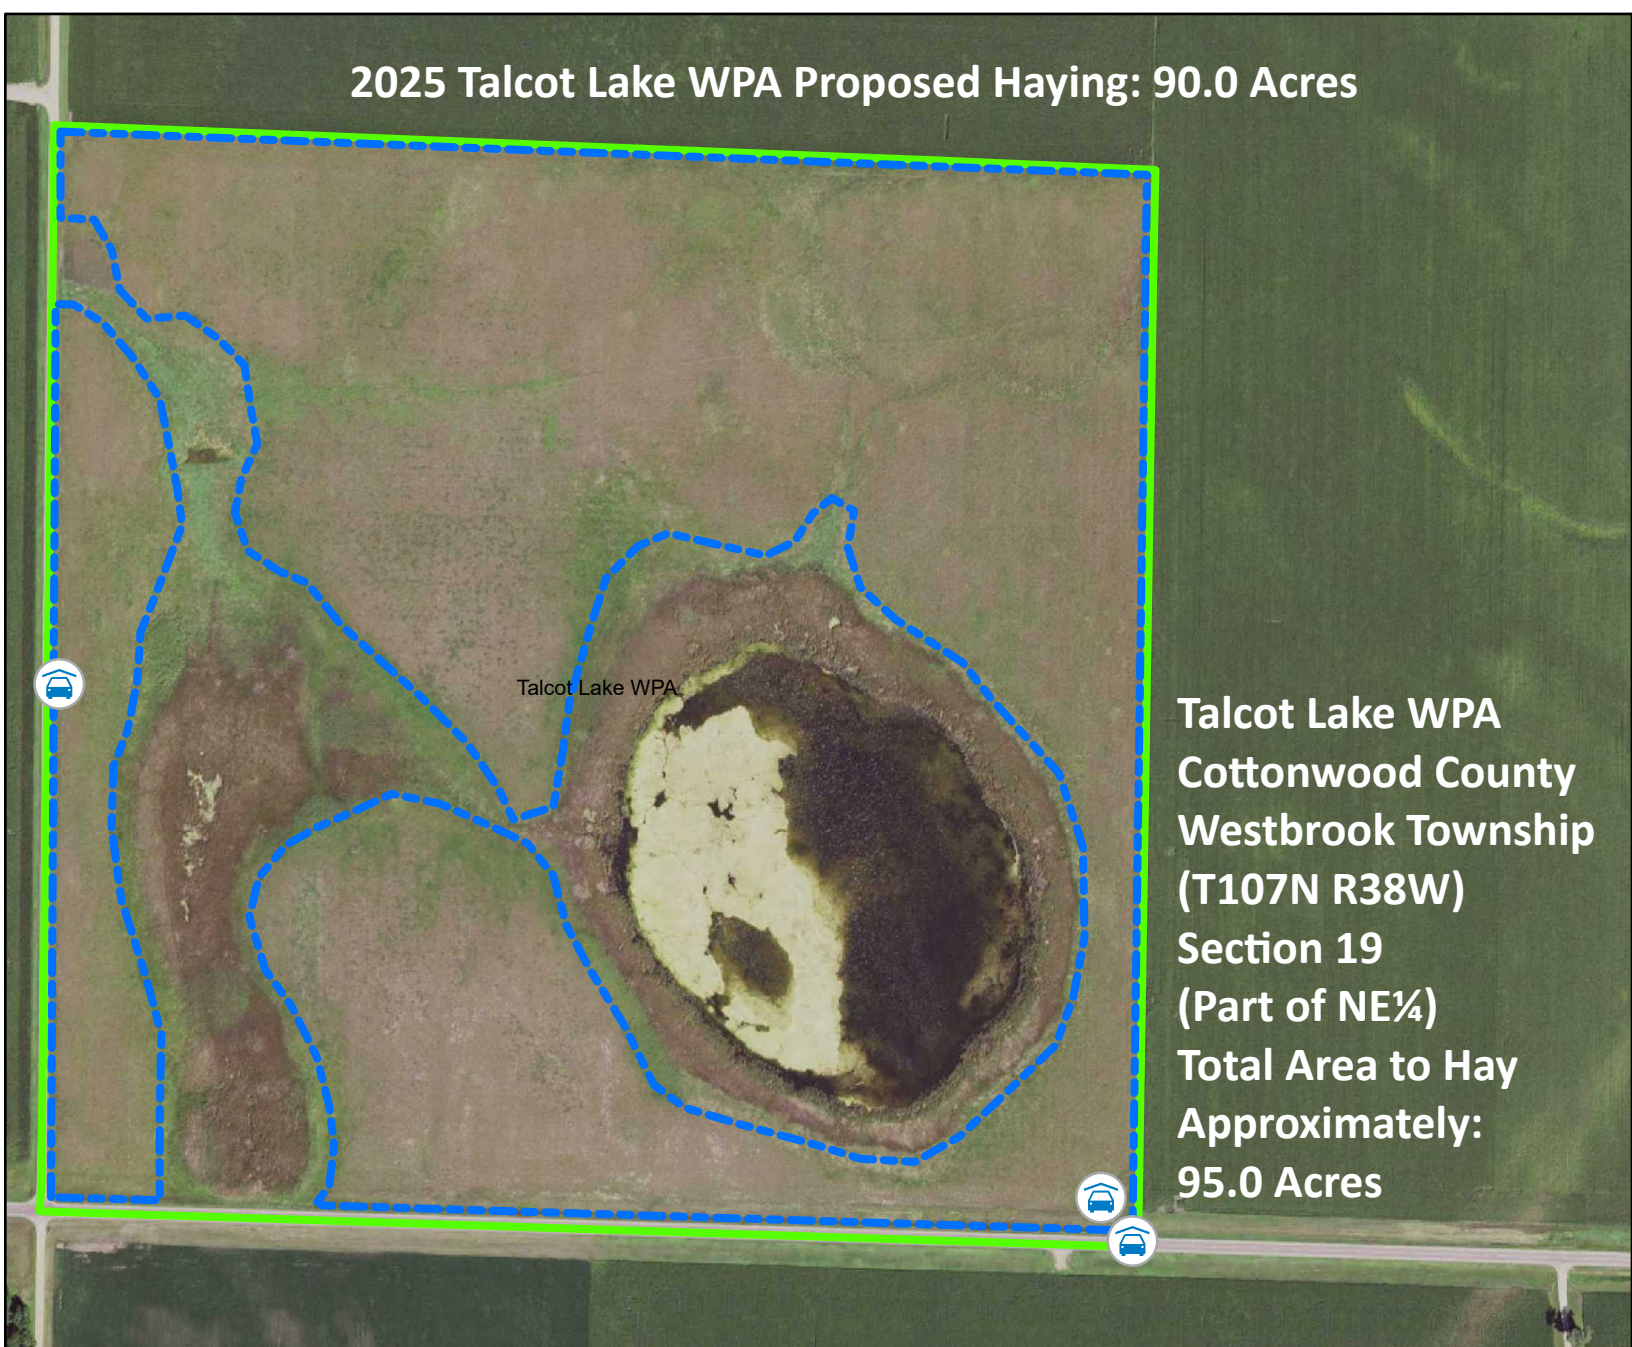 2025 Talcot Lake WPA Proposed Haying: 90.0 Acres
Talcot Lake WPA
Talcot Lake WPA
Cottonwood County
Westbrook Township
(T107N R38W)
Section 19
(Part of NE¼)
Total Area to Hay
Approximately:
95.0 Acres